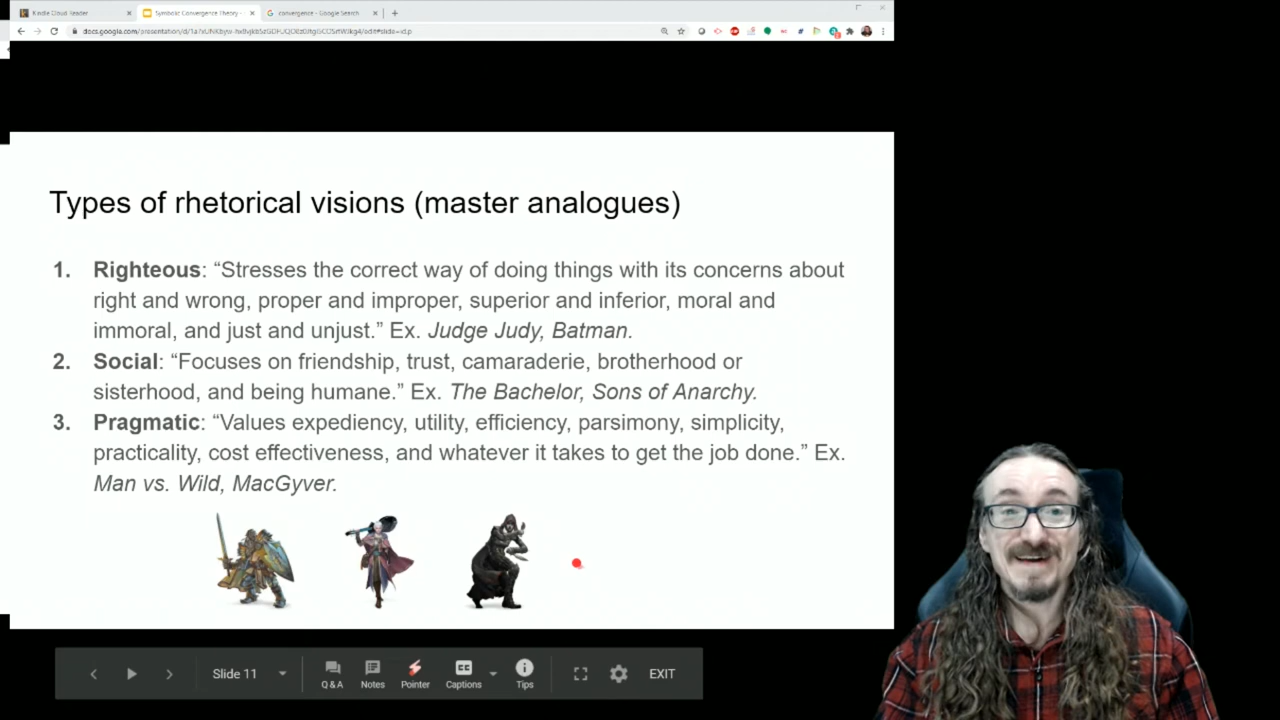 Kindle Cloud Reader
Symbolic Convergence Theory -
convergence - Google Search
Types of rhetorical visions (master analogues)
1. Righteous: “Stresses the correct way of doing things with its concerns about
right and wrong, proper and improper, superior and inferior, moral and
immoral, and just and unjust.” Ex. Judge Judy, Batman.
2. Social: “Focuses on friendship, trust, camaraderie, brotherhood or
sisterhood, and being humane.” Ex. The Bachelor, Sons of Anarchy.
3. Pragmatic: “Values expediency, utility, efficiency, parsimony, simplicity,
practicality, cost effectiveness, and whatever it takes to get the job done.” Ex.
Man vs. Wild, MacGyver.
Slide 11
Q & A
Notes
Pointer
CC
Captions
Tips
EXIT